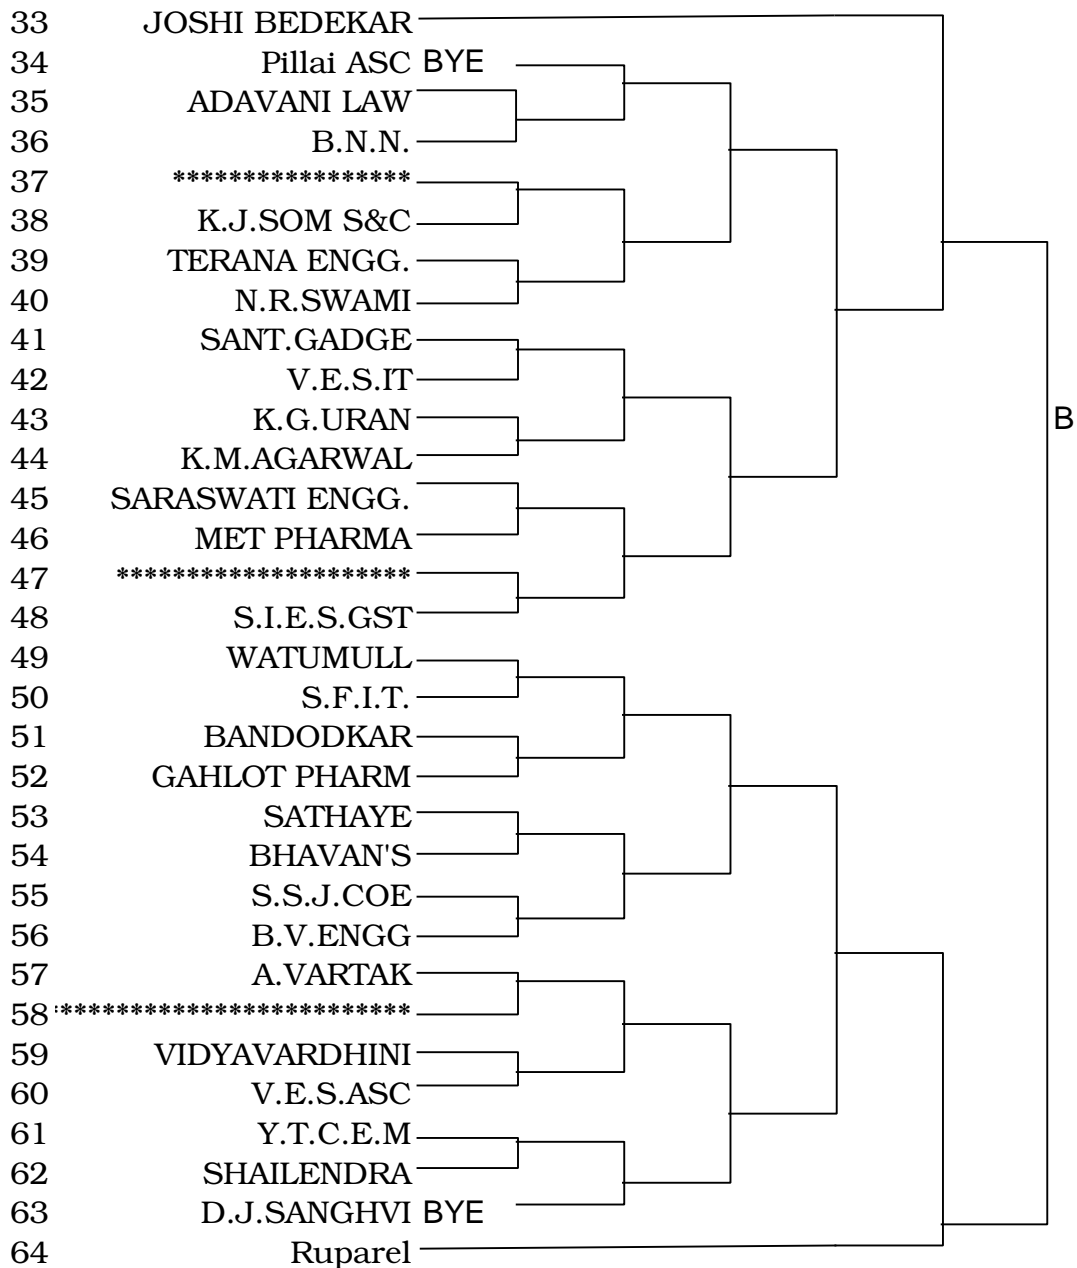 33 JOSHI BEDEKAR
34 Pillai ASC BYE
35 ADAVANI LAW
36 B.N.N.
37 *****************
38 K.J.SOM S&C
39 TERANA ENGG.
40 N.R.SWAMI
41 SANT.GADGE
42 V.E.S.IT
43 K.G.URAN
B
44 K.M.AGARWAL
45 SARASWATI ENGG.
46 MET PHARMA
47 *********************
48 S.I.E.S.GST
49 WATUMULL
50 S.F.I.T.
51 BANDODKAR
52 GAHLOT PHARM
53 SATHAYE
54 BHAVAN'S
55 S.S.J.COE
56 B.V.ENGG
57 A.VARTAK
58 *************************
59 VIDYAVARDHINI
60 V.E.S.ASC
61 Y.T.C.E.M
62 SHAILENDRA
63 D.J.SANGHVI BYE
64 Ruparel